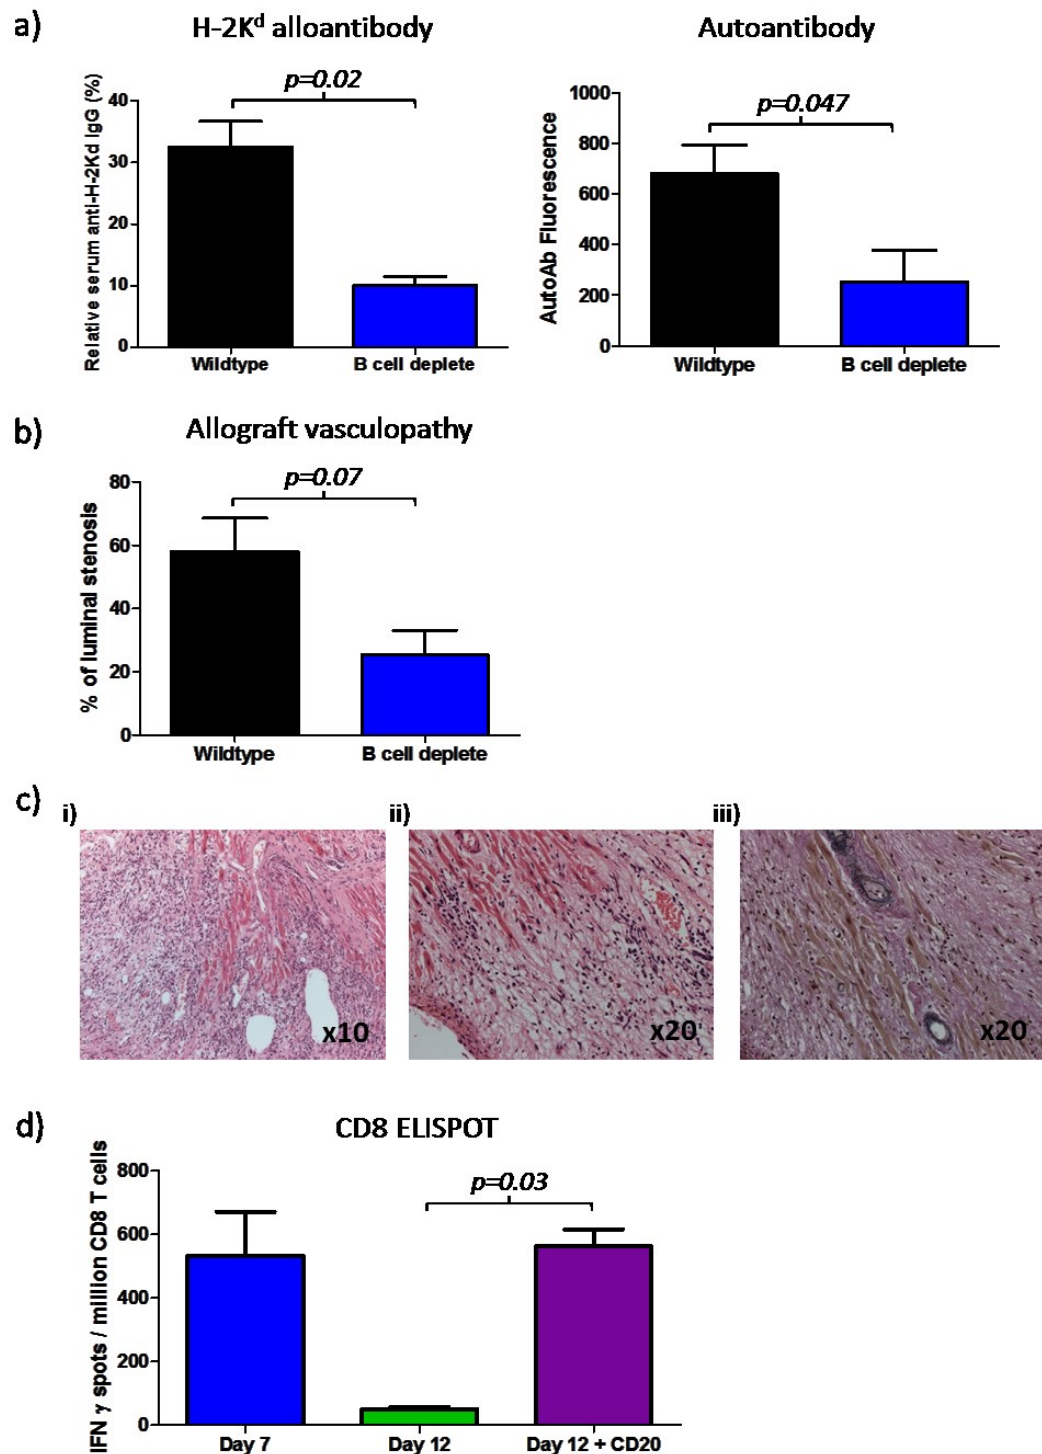 a)
H-2Kᵈ alloantibody
Autoantibody
Relative serum anti-H-2Kd IgG (%)
40
30
20
10
0
p=0.02
Wildtype
B cell deplete
AutoAb Fluorescence
1000
800
600
400
200
0
p=0.047
Wildtype
B cell deplete
b)
Allograft vasculopathy
% of luminal stenosis
80
60
40
20
0
p=0.07
Wildtype
B cell deplete
c)
i)
ii)
iii)
x10
x20
x20
d)
CD8 ELISPOT
IFN γ spots / million CD8 T cells
800
600
400
200
0
p=0.03
Day 7
Day 12
Day 12 + CD20